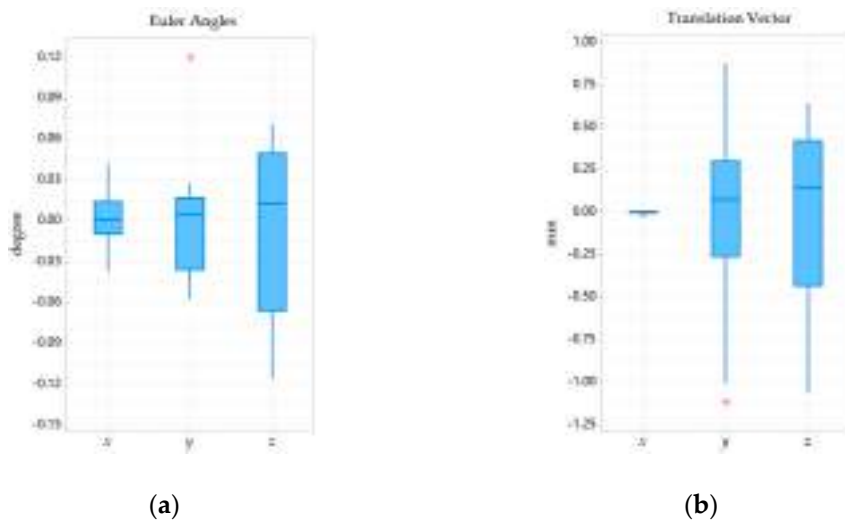 Euler Angles
0.12
0.09
0.06
0.03
0.00
-0.03
-0.06
-0.09
-0.12
-0.15
degree
x
y
z
(a)
Translation Vector
1.00
0.75
0.50
0.25
0.00
-0.25
-0.50
-0.75
-1.00
-1.25
mm
x
y
z
(b)